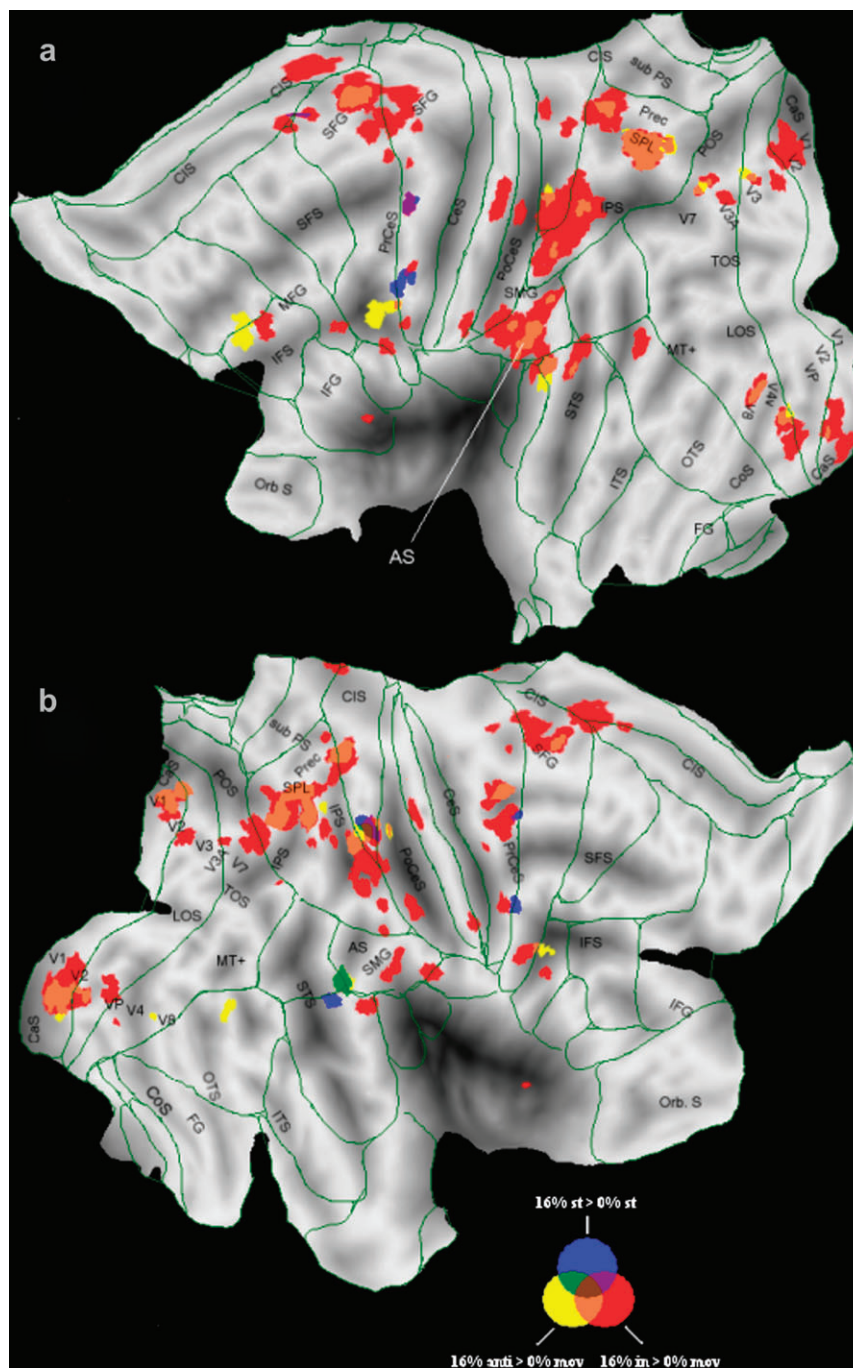 a
CiS
sub PS
CiS
SFG
SFG
Prec
SPL
POS
CaS
V1
V2
CiS
SFS
PrCeS
CeS
PoCeS
IPS
V7
V3A
V3
TOS
SMG
MFG
IFS
IFG
LOS
MT+
V1
V2
VP
V4v
V8
STS
ITS
OTS
CoS
CaS
FG
Orb S
AS
b
CiS
CiS
sub PS
Prec
SFG
CiS
POS
CaS
SPL
V1
V2
V3
V3A
V7
IPS
IPS
TOS
PoCeS
CeS
PrCeS
SFS
LOS
MT+
AS
SMG
IFS
V1
V2
VP
V4
V8
CaS
STS
OTS
CoS
FG
ITS
IFG
Orb. S
16% st > 0% st
16% anti > 0% mov
16% in > 0% mov